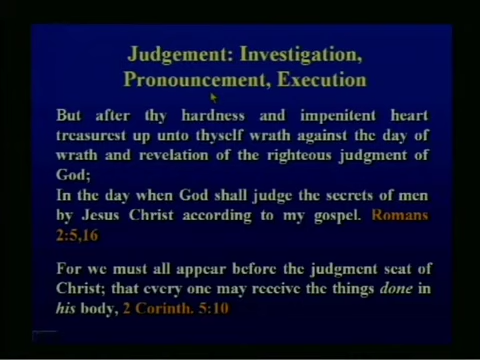 Judgement: Investigation,
Pronouncement, Execution
But after thy hardness and impenitent heart
treasurest up unto thyself wrath against the day of
wrath and revelation of the righteous judgment of
God;
In the day when God shall judge the secrets of men
by Jesus Christ according to my gospel. Romans
2:5,16
For we must all appear before the judgment seat of
Christ; that every one may receive the things done in
his body, 2 Corinth. 5:10